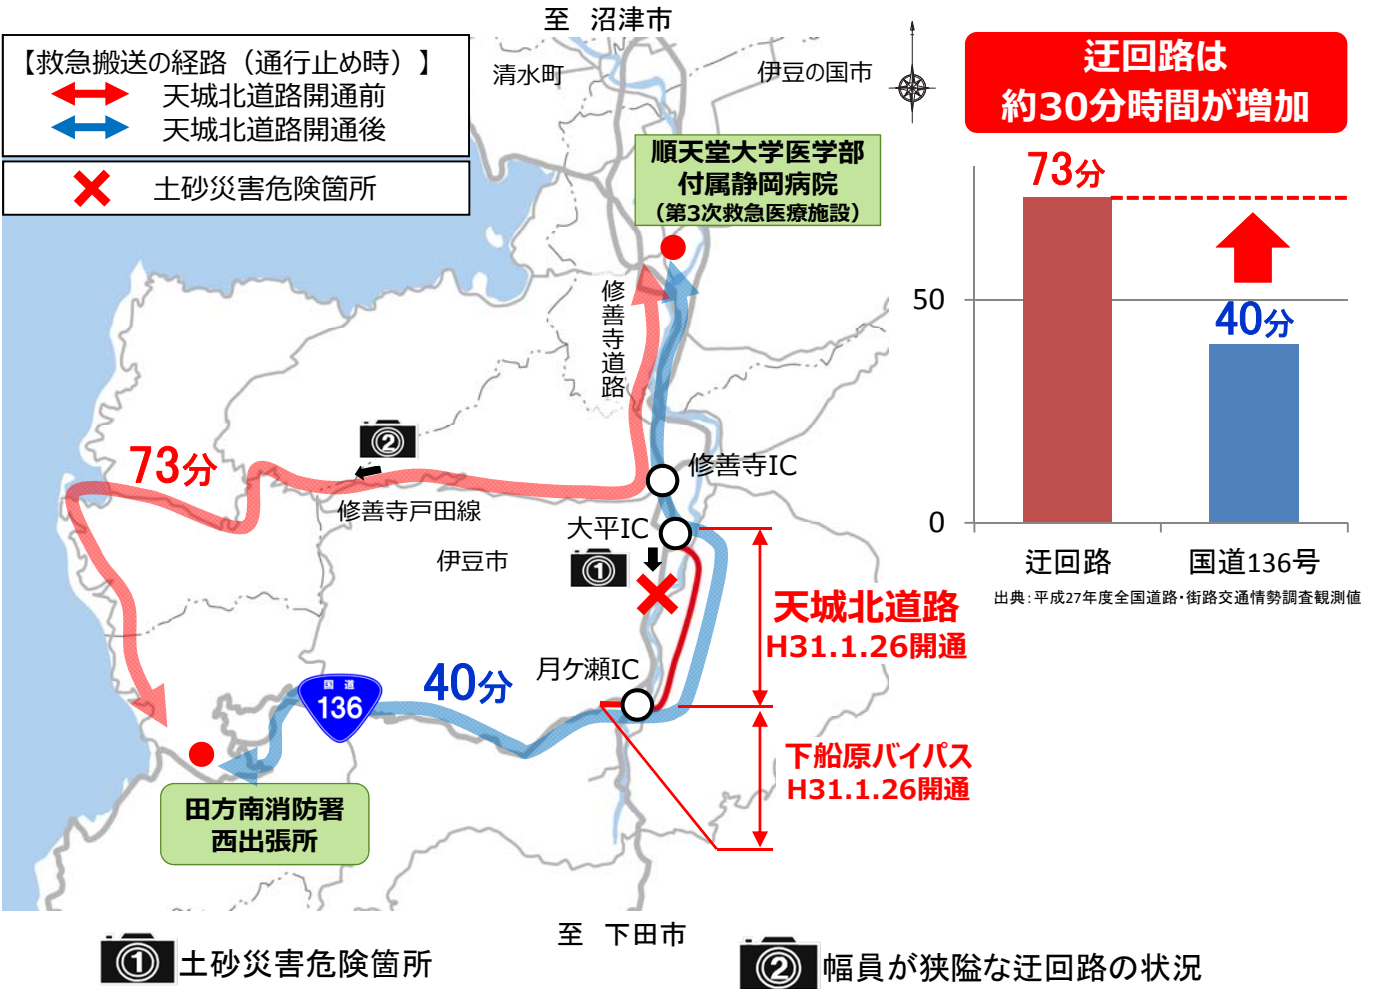 至 沼津市
【救急搬送の経路（通行止め時）】
天城北道路開通前
天城北道路開通後
土砂災害危険箇所
清水町
伊豆の国市
順天堂大学医学部
付属静岡病院
（第3次救急医療施設）
修善寺道路
②
73分
修善寺戸田線
修善寺IC
大平IC
①
伊豆市
天城北道路
H31.1.26開通
月ケ瀬IC
国道
136
40分
下船原バイパス
H31.1.26開通
田方南消防署
西出張所
至 下田市
迂回路は
約30分時間が増加
73分
50
40分
0
迂回路
国道136号
出典：平成27年度全国道路・街路交通情勢調査観測値
① 土砂災害危険箇所
② 幅員が狭隘な迂回路の状況